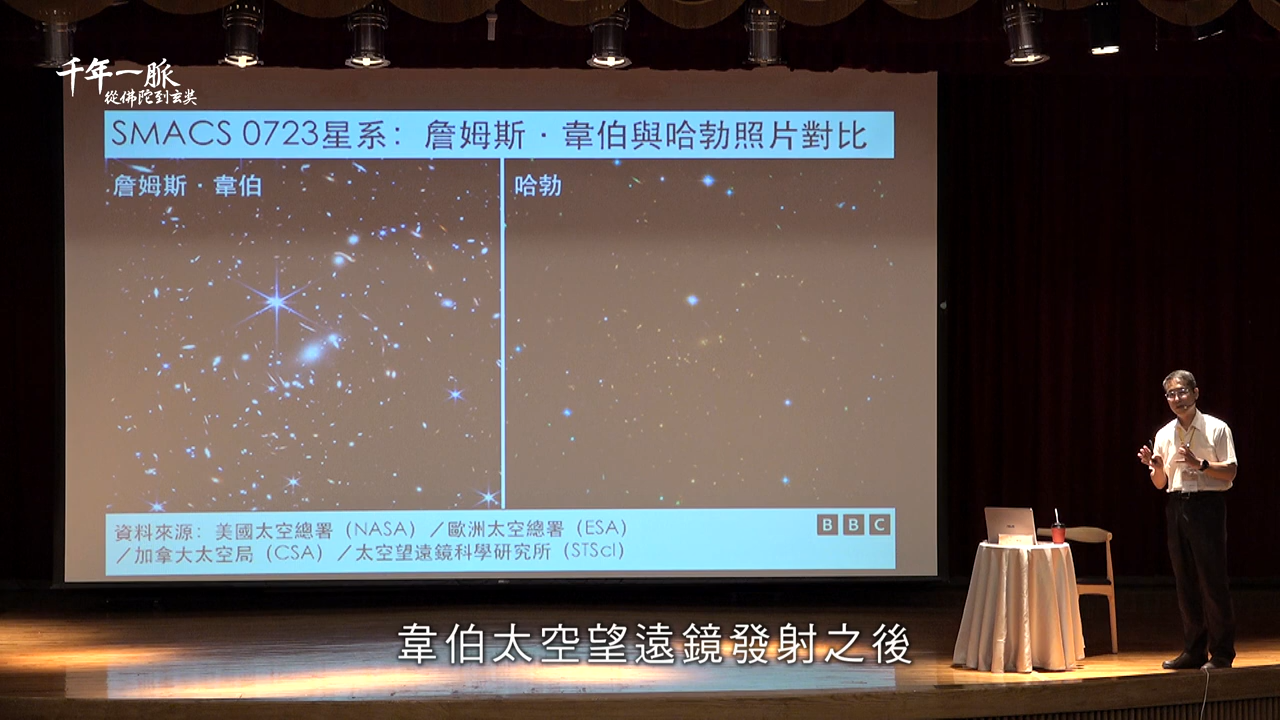 千年一脈
從佛陀到玄奘
SMACS 0723星系：詹姆斯．韋伯與哈勃照片對比
詹姆斯．韋伯
哈勃
資料來源：美國太空總署（NASA）／歐洲太空總署（ESA）
／加拿大太空局（CSA）／太空望遠鏡科學研究所（STScI）
BBC
韋伯太空望遠鏡發射之後